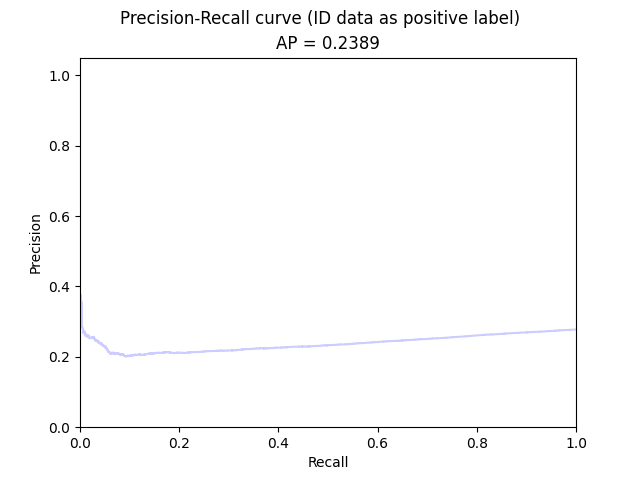 Precision-Recall curve (ID data as positive label)
AP = 0.2389
1.0
0.8
0.6
0.4
0.2
0.0
Precision
0.0 0.2 0.4 0.6 0.8 1.0
Recall